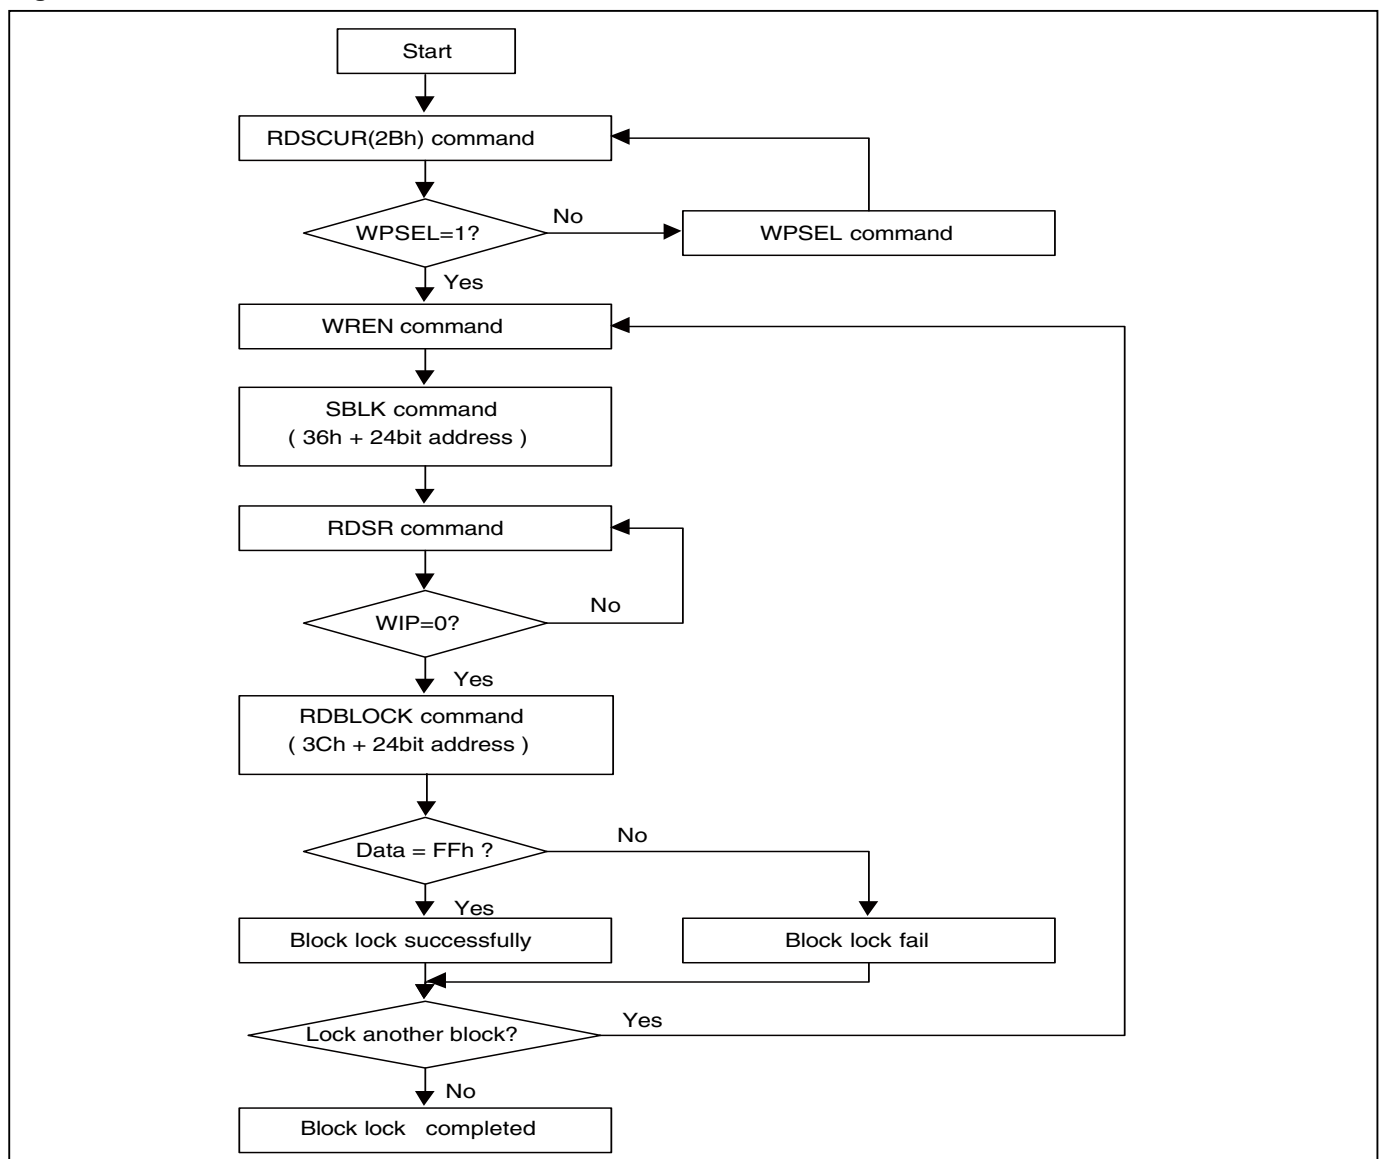 Start
RDSCUR(2Bh) command
WPSEL=1?
No
WPSEL command
Yes
WREN command
SBLK command
( 36h + 24bit address )
RDSR command
WIP=0?
No
Yes
RDBLOCK command
( 3Ch + 24bit address )
Data = FFh ?
No
Yes
Block lock successfully
Block lock fail
Lock another block?
Yes
No
Block lock completed